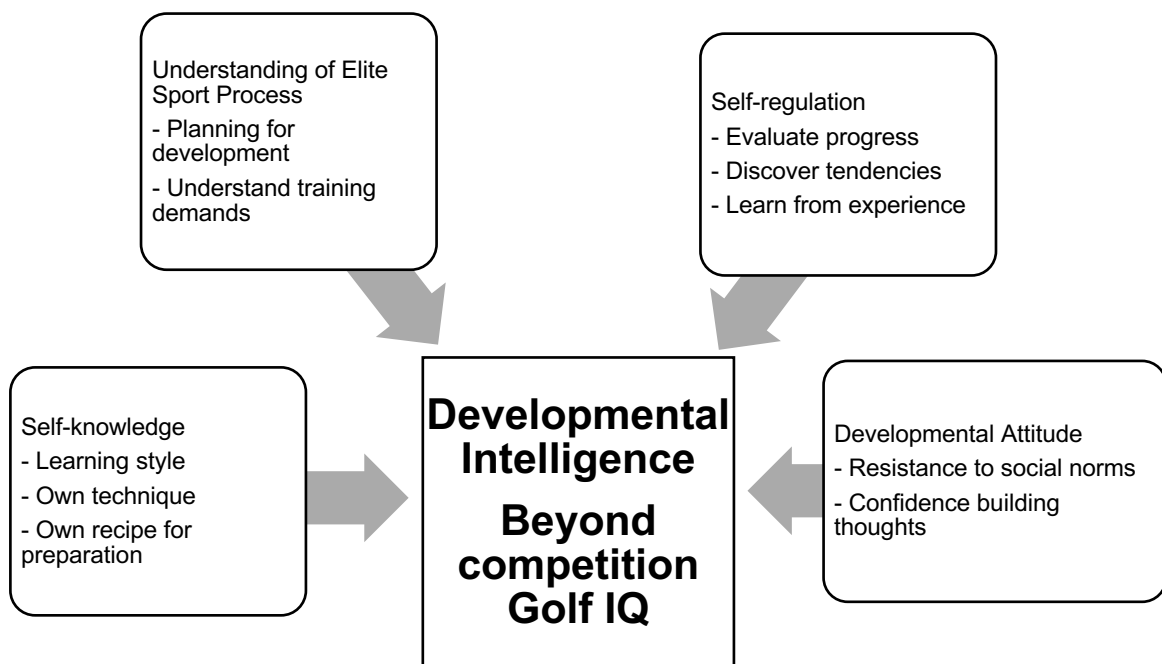 Understanding of Elite
Sport Process
- Planning for
development
- Understand training
demands
Self-regulation
- Evaluate progress
- Discover tendencies
- Learn from experience
Self-knowledge
- Learning style
- Own technique
- Own recipe for
preparation
Developmental
Intelligence
Beyond
competition
Golf IQ
Developmental Attitude
- Resistance to social norms
- Confidence building
thoughts